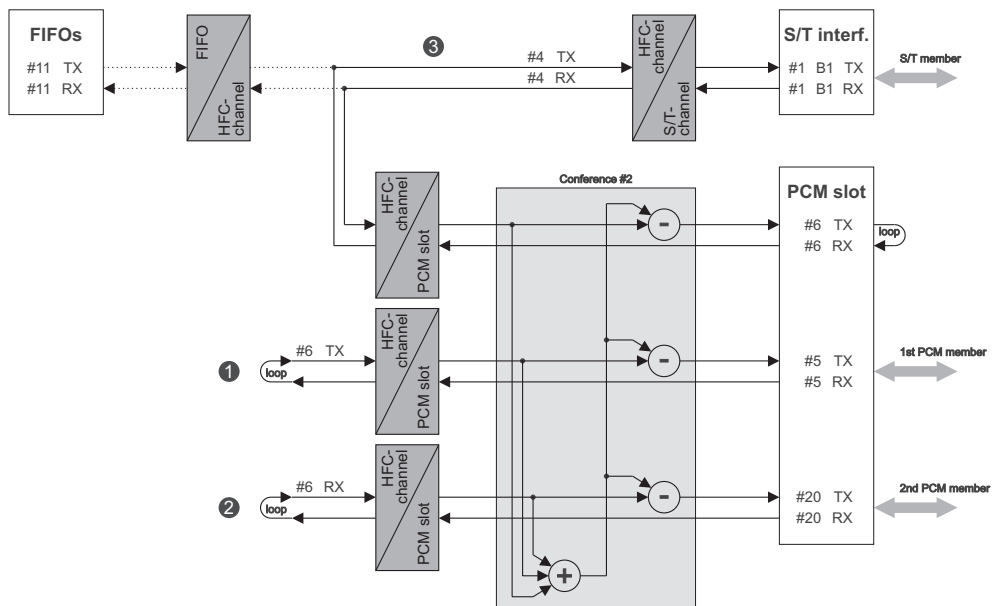 FIFOs
#11 TX
#11 RX
FIFO
HFC-
channel
3
#4 TX
#4 RX
HFC-
channel
S/T-
channel
S/T interf.
#1 B1 TX
#1 B1 RX
S/T member
Conference #2
HFC-
channel
PCM slot
-
PCM slot
#6 TX
#6 RX
loop
1
loop
#6 TX
HFC-
channel
PCM slot
-
#5 TX
#5 RX
1st PCM member
2
loop
#6 RX
HFC-
channel
PCM slot
-
#20 TX
#20 RX
2nd PCM member
+